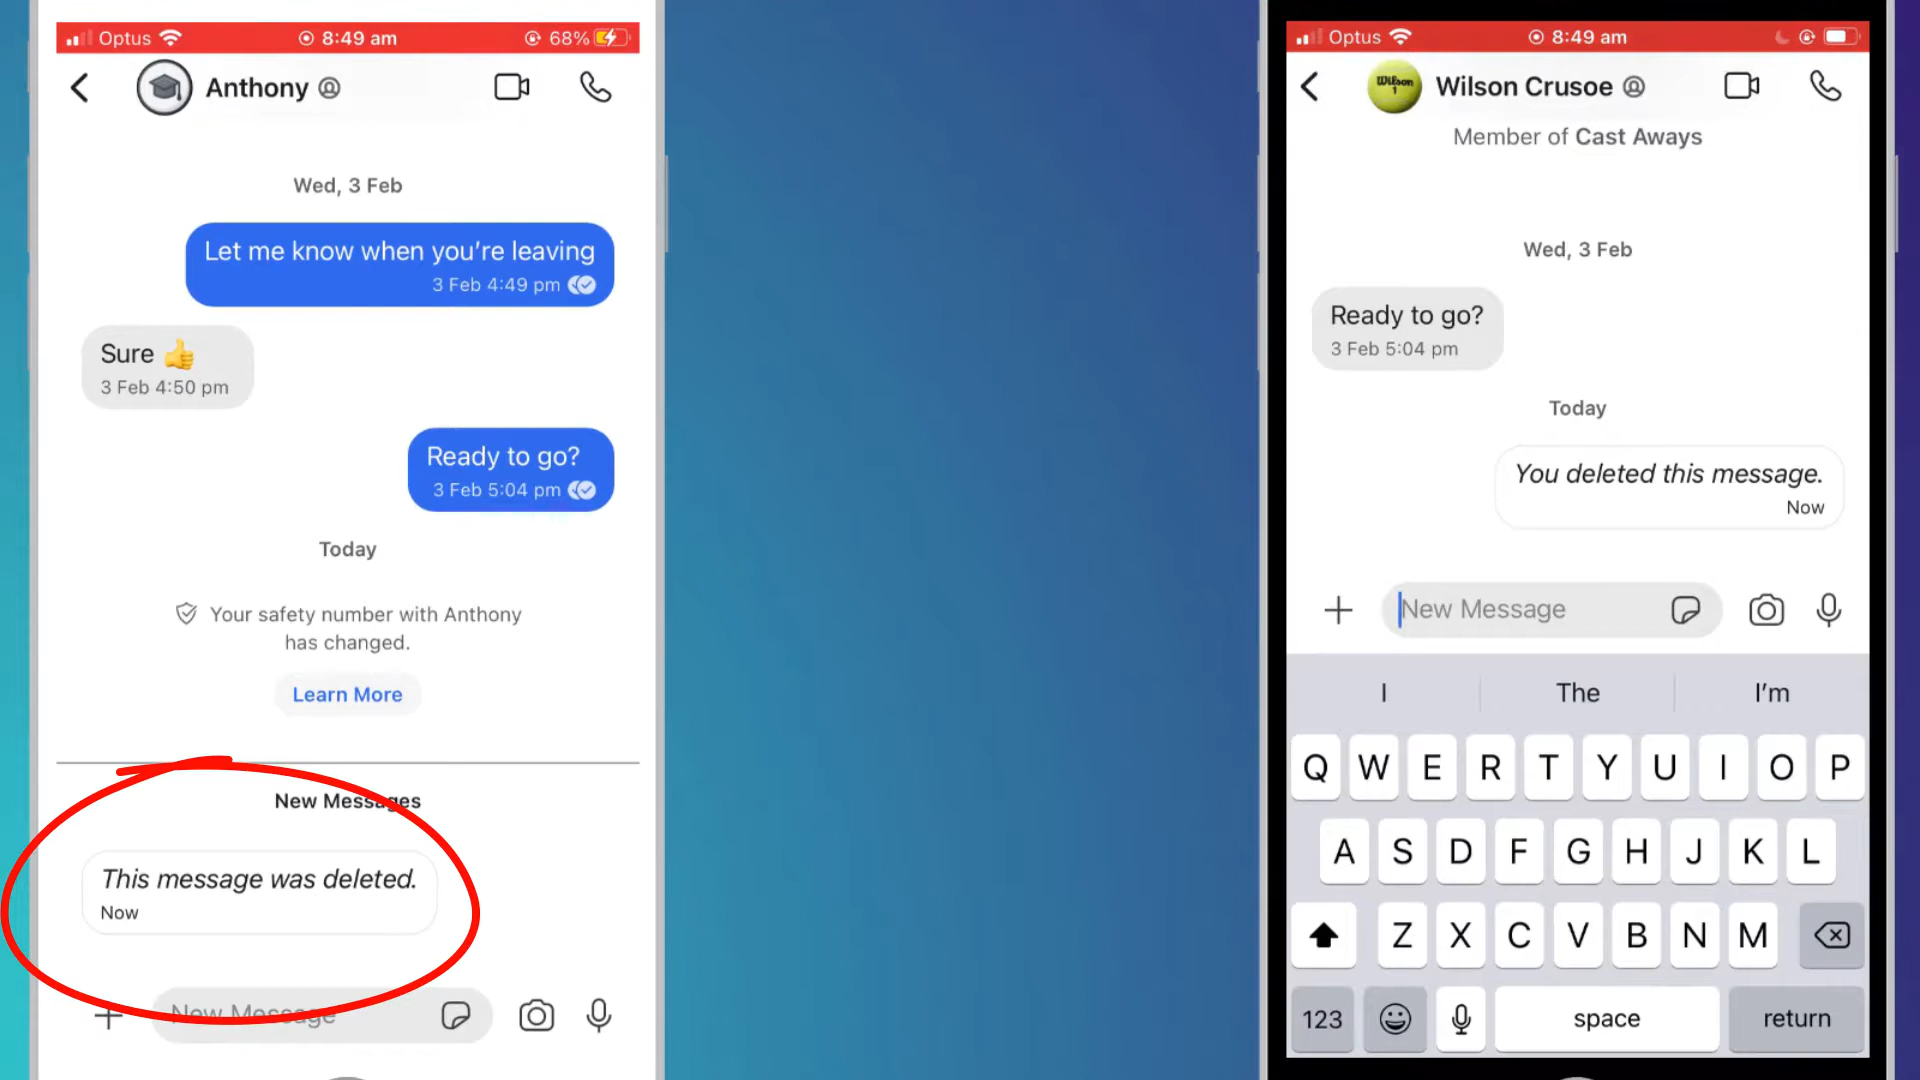 Optus
8:49 am
68%
Anthony
Wed, 3 Feb
Let me know when you’re leaving
3 Feb 4:49 pm
Sure 👍
3 Feb 4:50 pm
Ready to go?
3 Feb 5:04 pm
Today
Your safety number with Anthony
has changed.
Learn More
New Messages
This message was deleted.
Now
New Message
Optus
8:49 am
Wilson
1
Wilson Crusoe
Member of Cast Aways
Wed, 3 Feb
Ready to go?
3 Feb 5:04 pm
Today
You deleted this message.
Now
New Message
I The I’m
Q W E R T Y U I O P
A S D F G H J K L
Z X C V B N M
123 space return